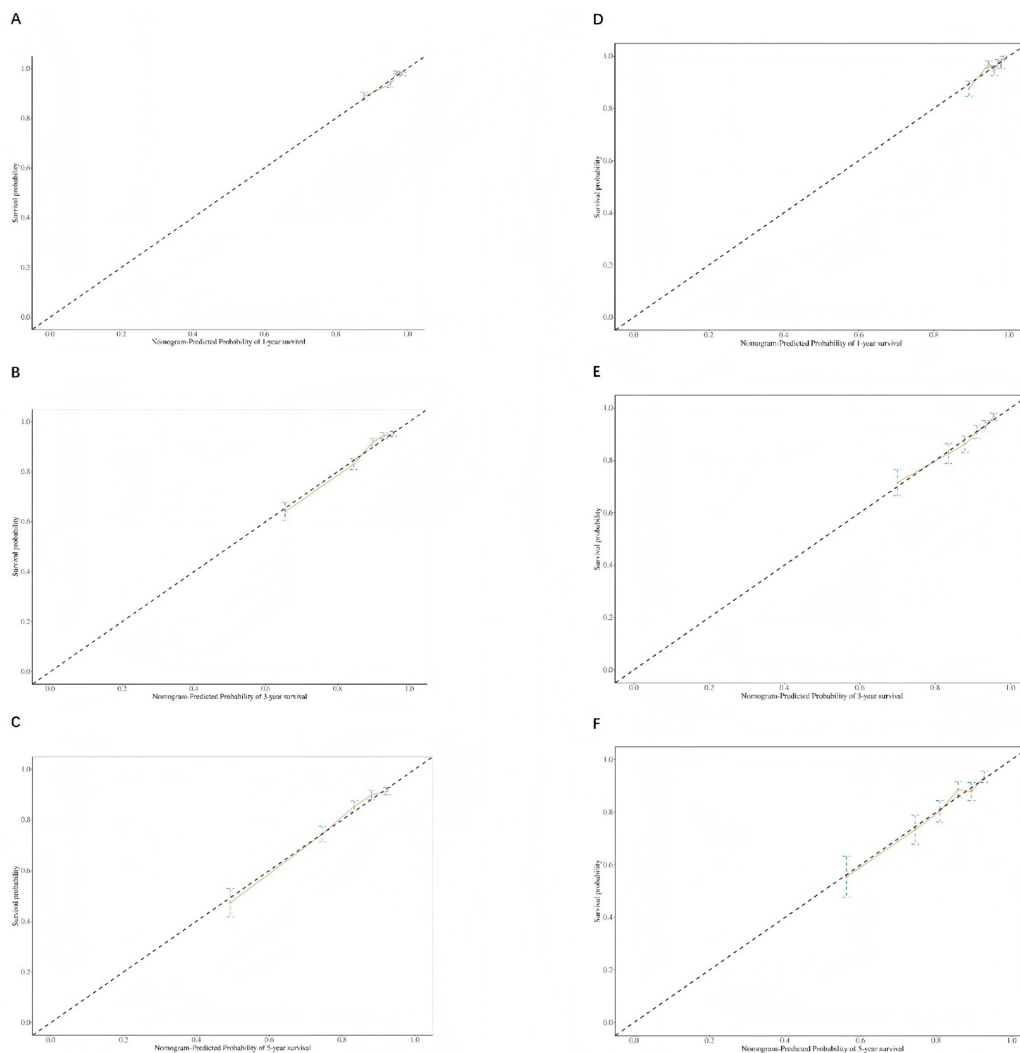 A
1.0
0.8
0.6
0.4
0.2
0.0
Survival probability
0.0 0.2 0.4 0.6 0.8 1.0
Nomogram-Predicted Probability of 1-year survival
D
1.0
0.8
0.6
0.4
0.2
0.0
Survival probability
0.0 0.2 0.4 0.6 0.8 1.0
Nomogram-Predicted Probability of 1-year survival
B
1.0
0.8
0.6
0.4
0.2
0.0
Survival probability
0.0 0.2 0.4 0.6 0.8 1.0
Nomogram-Predicted Probability of 3-year survival
E
1.0
0.8
0.6
0.4
0.2
0.0
Survival probability
0.0 0.2 0.4 0.6 0.8 1.0
Nomogram-Predicted Probability of 3-year survival
C
1.0
0.8
0.6
0.4
0.2
0.0
Survival probability
0.0 0.2 0.4 0.6 0.8 1.0
Nomogram-Predicted Probability of 5-year survival
F
1.0
0.8
0.6
0.4
0.2
0.0
Survival probability
0.0 0.2 0.4 0.6 0.8 1.0
Nomogram-Predicted Probability of 5-year survival